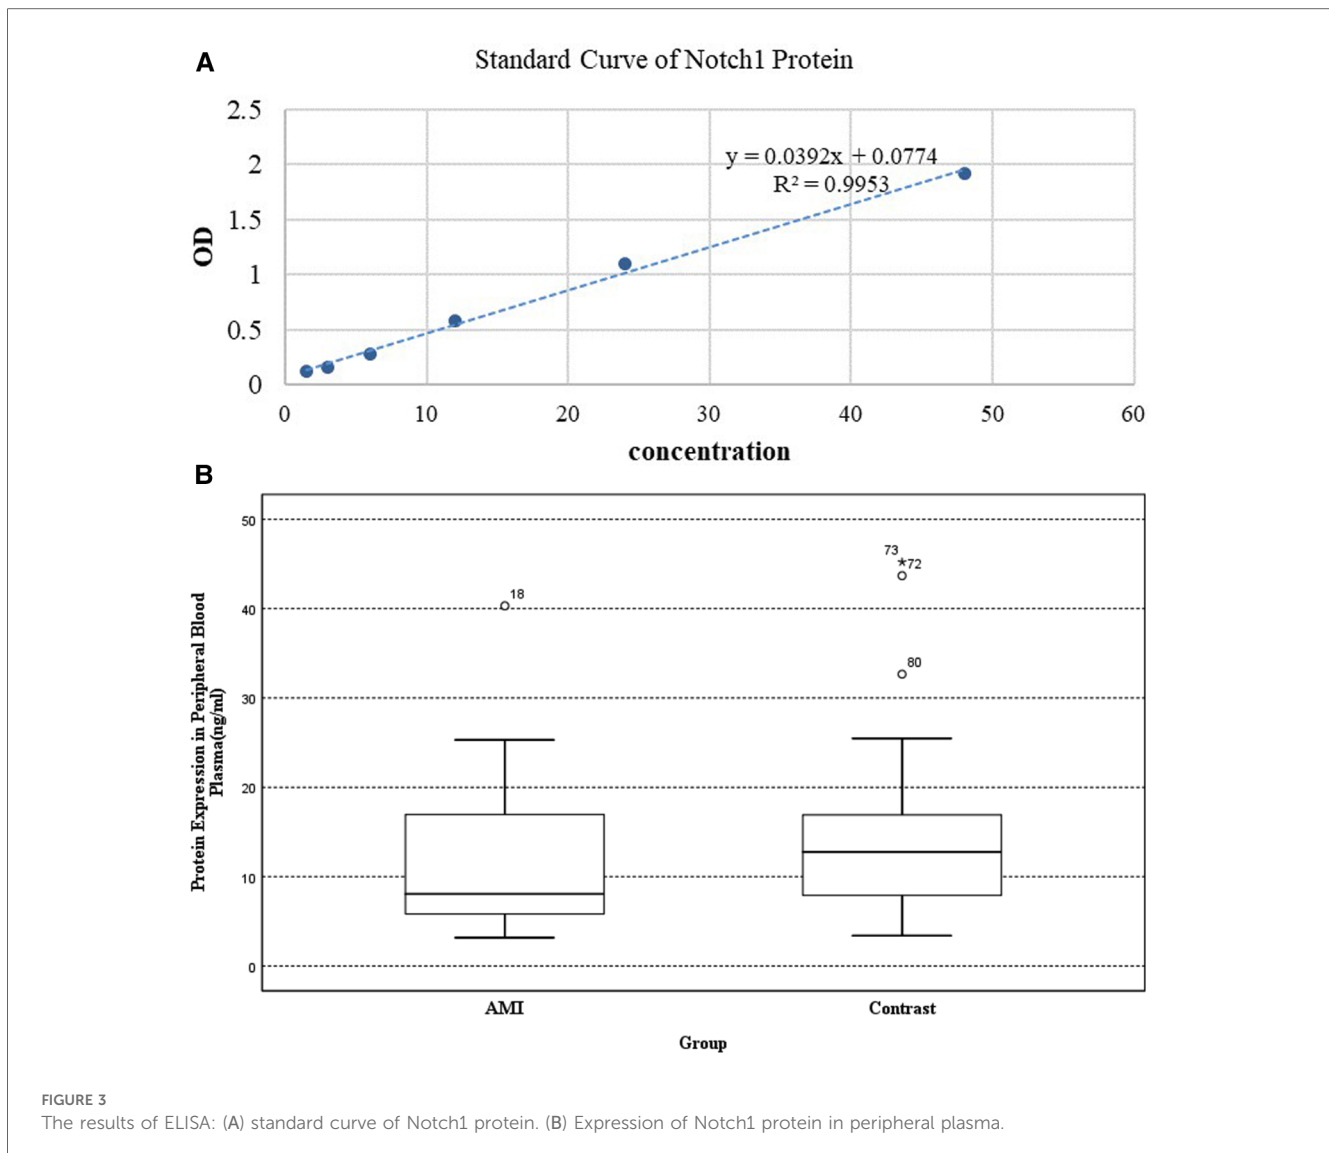 A
Standard Curve of Notch1 Protein
2.5
2
1.5
1
0.5
0
OD
y = 0.0392x + 0.0774
R² = 0.9953
0 10 20 30 40 50 60
concentration
B
50
40
30
20
10
0
Protein Expression in Peripheral Blood
Plasma(ng/ml)
18
73
*72
80
AMI Contrast
Group
FIGURE 3
The results of ELISA: (A) standard curve of Notch1 protein. (B) Expression of Notch1 protein in peripheral plasma.